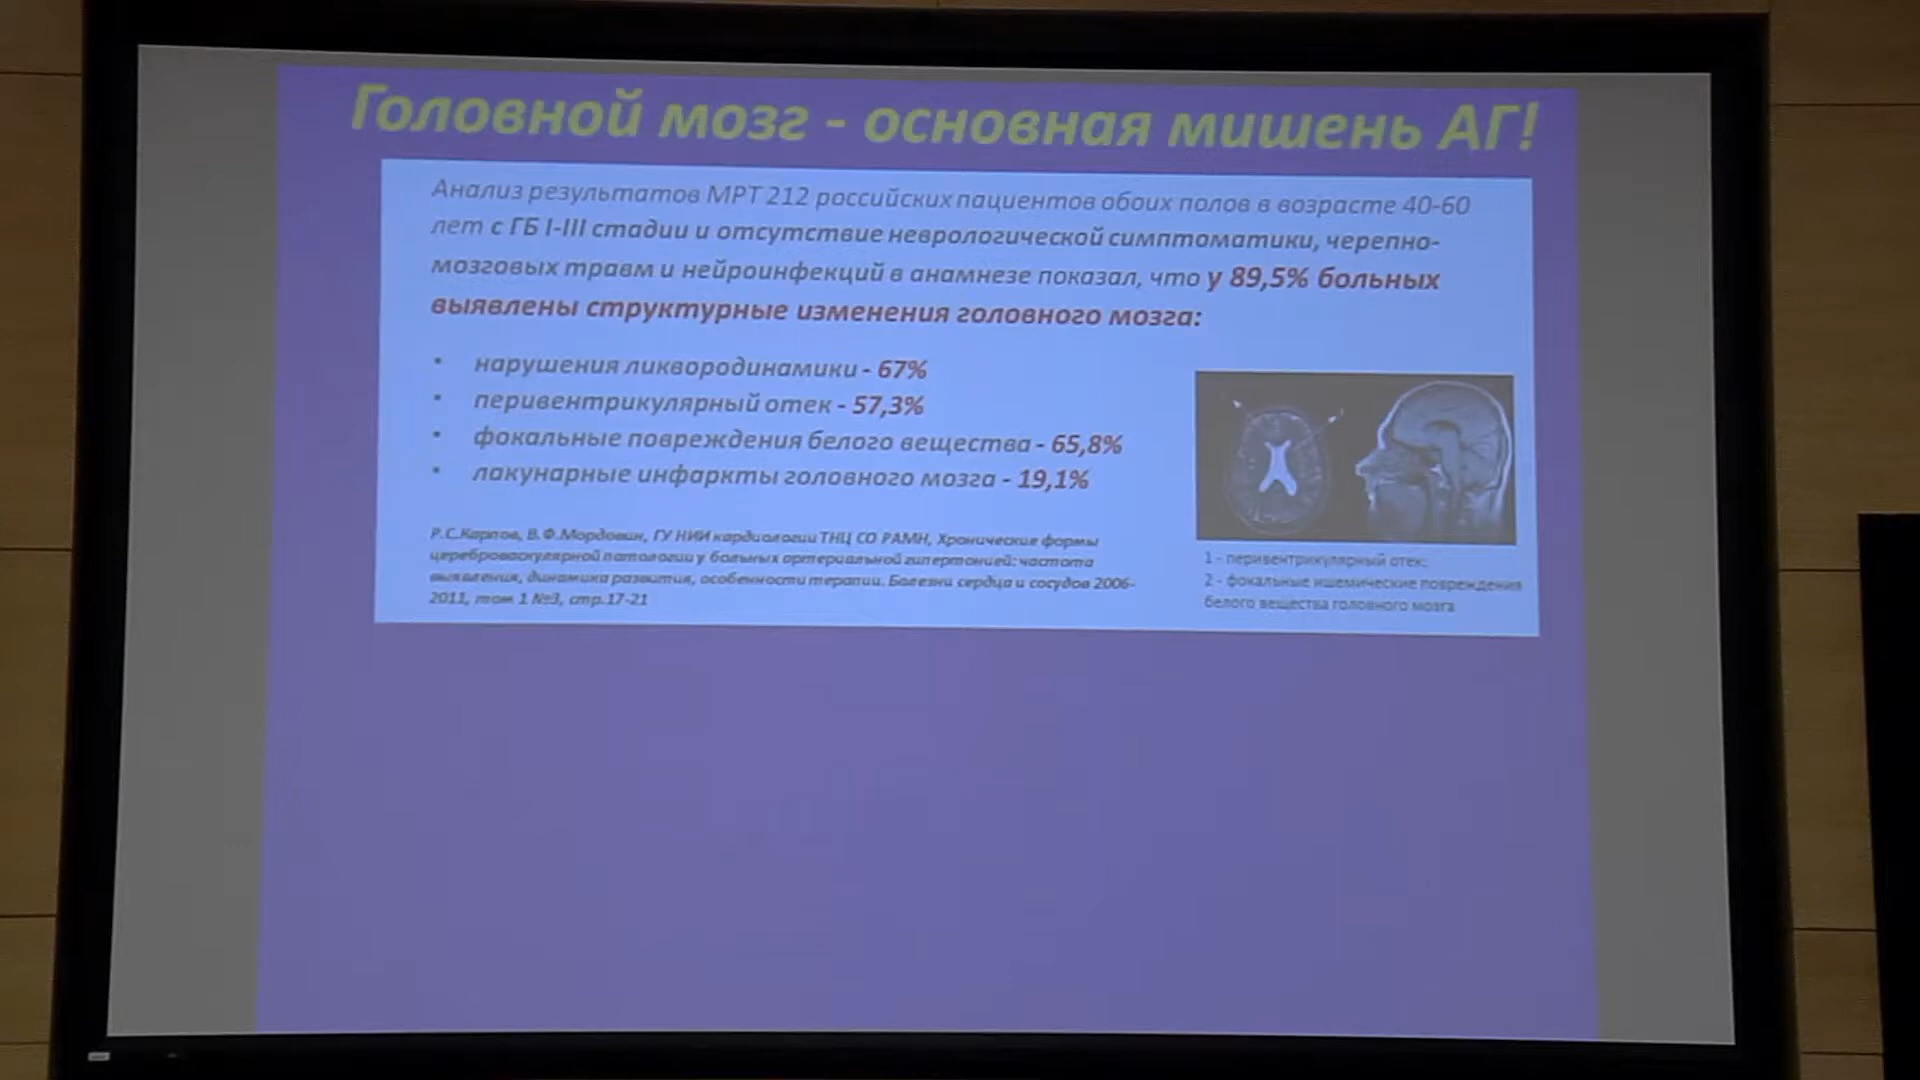 Головной мозг - основная мишень АГ!
Анализ результатов МРТ 212 российских пациентов обоих полов в возрасте 40-60
лет с ГБ I-III стадии и отсутствие неврологической симптоматики, черепно-
мозговых травм и нейроинфекций в анамнезе показал, что у 89,5% больных
выявлены структурные изменения головного мозга:
• нарушения ликвородинамики - 67%
• перивентрикулярный отек - 57,3%
• фокальные повреждения белого вещества - 65,8%
• лакунарные инфаркты головного мозга - 19,1%
Р.С.Карпов, В.Ф.Мордовин, ГУ НИИ кардиологии ТНЦ СО РАМН, Хронические формы
цереброваскулярной патологии у больных артериальной гипертонией: частота
выявления, динамика развития, особенности терапии. Болезни сердца и сосудов 2006-
2011, том 1 №3, стр.17-21
1 - перивентрикулярный отек;
2 - фокальные ишемические повреждения
белого вещества головного мозга